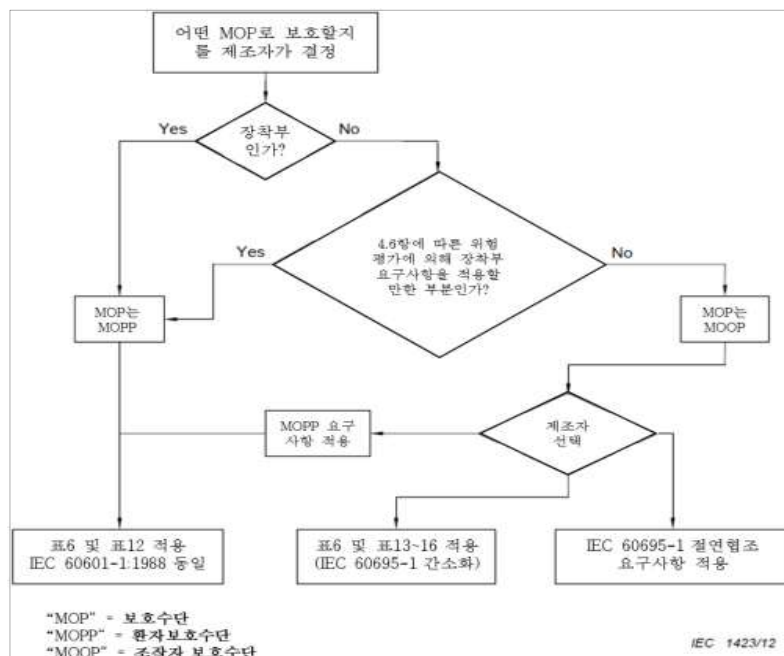 어떤 MOP로 보호할지
를 제조자가 결정
Yes
장착부
인가?
No
Yes
4.6항에 따른 위험
평가에 의해 장착부
요구사항을 적용할
만한 부분인가?
No
MOP는
MOPP
MOP는
MOOP
MOPP 요구
사항 적용
제조자
선택
표6 및 표12 적용
IEC 60601-1:1988 동일
표6 및 표13~16 적용
(IEC 60695-1 간소화)
IEC 60695-1 절연협조
요구사항 적용
“MOP” = 보호수단
“MOPP” = 환자보호수단
“MOOP” = 조작자 보호수단
IEC 1423/12